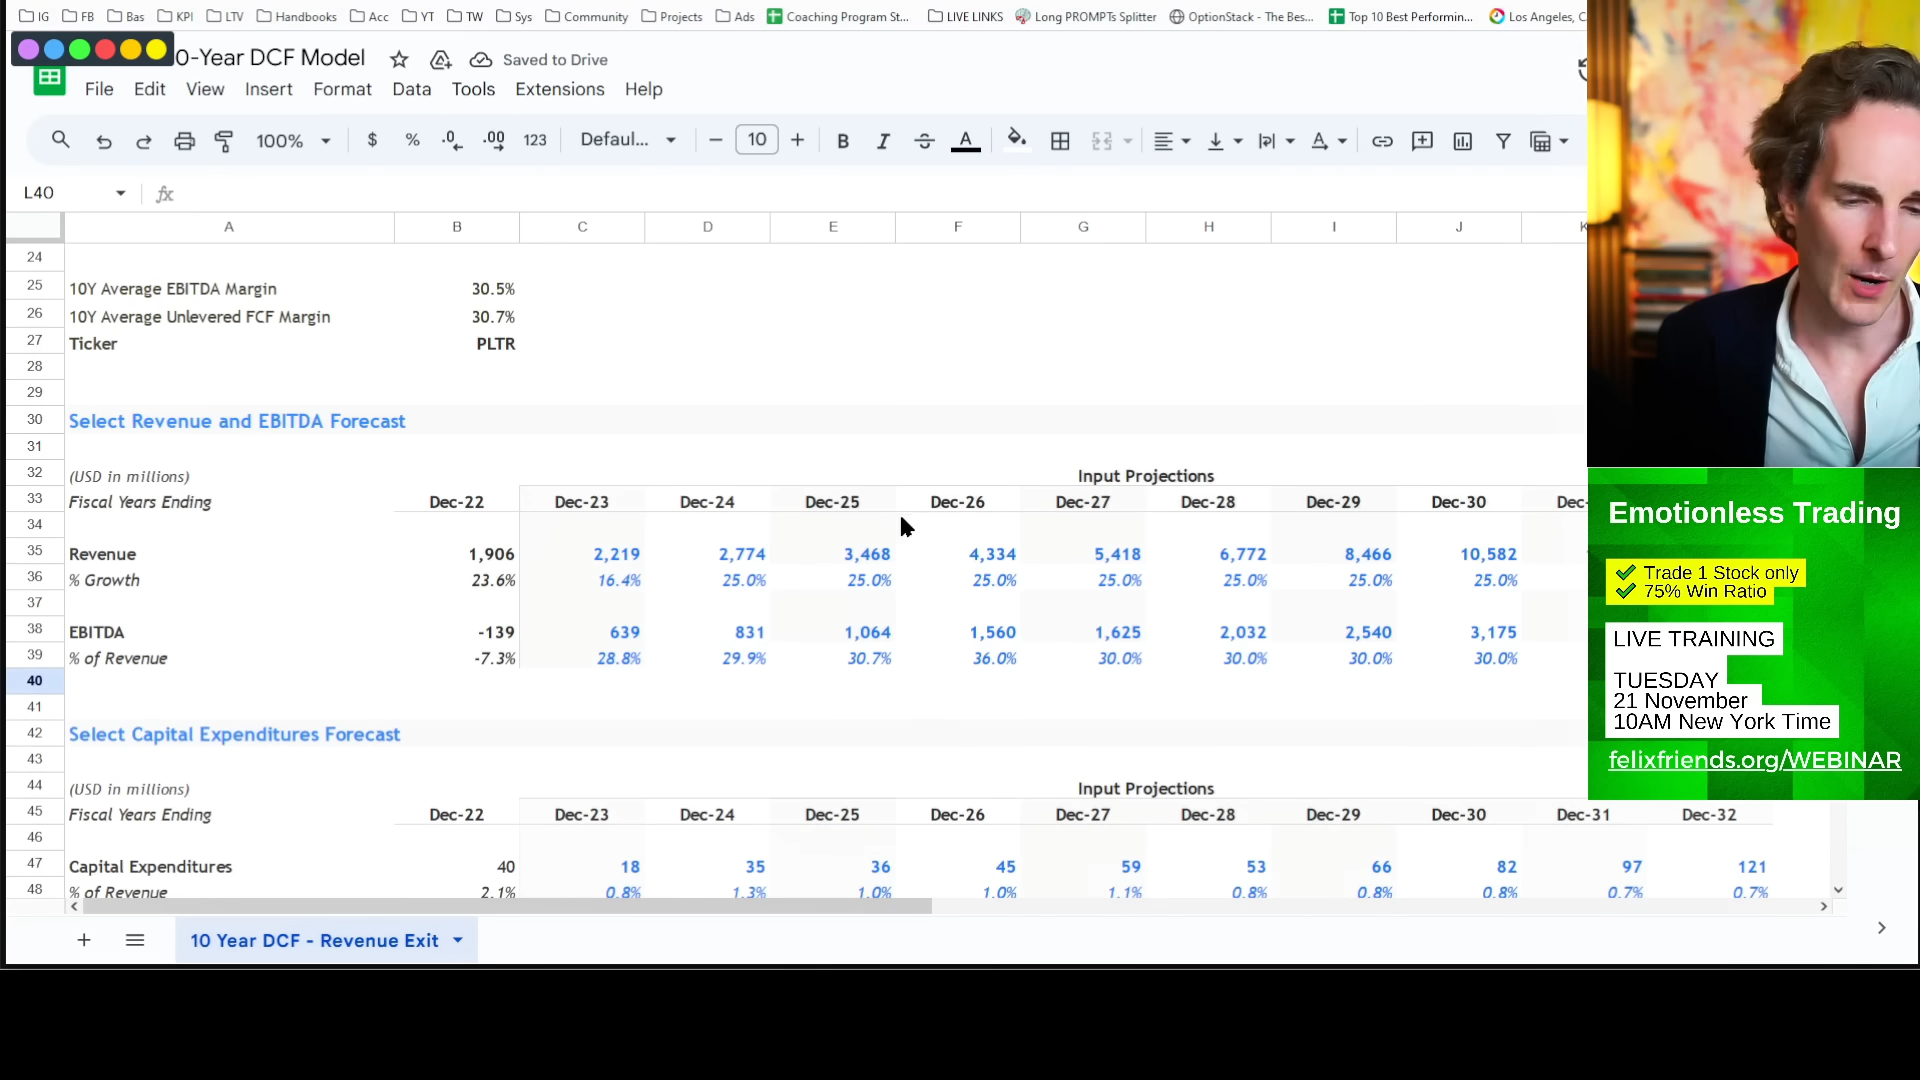 IG FB Bas KPI LTV Handbooks Acc YT TW Sys Community Projects Ads Coaching Program St... LIVE LINKS Long PROMPTs Splitter OptionStack - The Bes... Top 10 Best Performin... Los Angeles, C
0-Year DCF Model Saved to Drive
File Edit View Insert Format Data Tools Extensions Help
100% $ % .0 .00 123 Defaul... 10 B I A
L40 fx
A B C D E F G H I J K
24
25 10Y Average EBITDA Margin 30.5%
26 10Y Average Unlevered FCF Margin 30.7%
27 Ticker PLTR
28
29
30 Select Revenue and EBITDA Forecast
31
32 (USD in millions) Input Projections
33 Fiscal Years Ending Dec-22 Dec-23 Dec-24 Dec-25 Dec-26 Dec-27 Dec-28 Dec-29 Dec-30 Dec-
34
35 Revenue 1,906 2,219 2,774 3,468 4,334 5,418 6,772 8,466 10,582
36 % Growth 23.6% 16.4% 25.0% 25.0% 25.0% 25.0% 25.0% 25.0% 25.0%
37
38 EBITDA -139 639 831 1,064 1,560 1,625 2,032 2,540 3,175
39 % of Revenue -7.3% 28.8% 29.9% 30.7% 36.0% 30.0% 30.0% 30.0% 30.0%
40
41
42 Select Capital Expenditures Forecast
43
44 (USD in millions) Input Projections
45 Fiscal Years Ending Dec-22 Dec-23 Dec-24 Dec-25 Dec-26 Dec-27 Dec-28 Dec-29 Dec-30 Dec-31 Dec-32
46
47 Capital Expenditures 40 18 35 36 45 59 53 66 82 97 121
48 % of Revenue 2.1% 0.8% 1.3% 1.0% 1.0% 1.1% 0.8% 0.8% 0.8% 0.7% 0.7%
10 Year DCF - Revenue Exit
Emotionless Trading
Trade 1 Stock only
75% Win Ratio
LIVE TRAINING
TUESDAY
21 November
10AM New York Time
felixfriends.org/WEBINAR